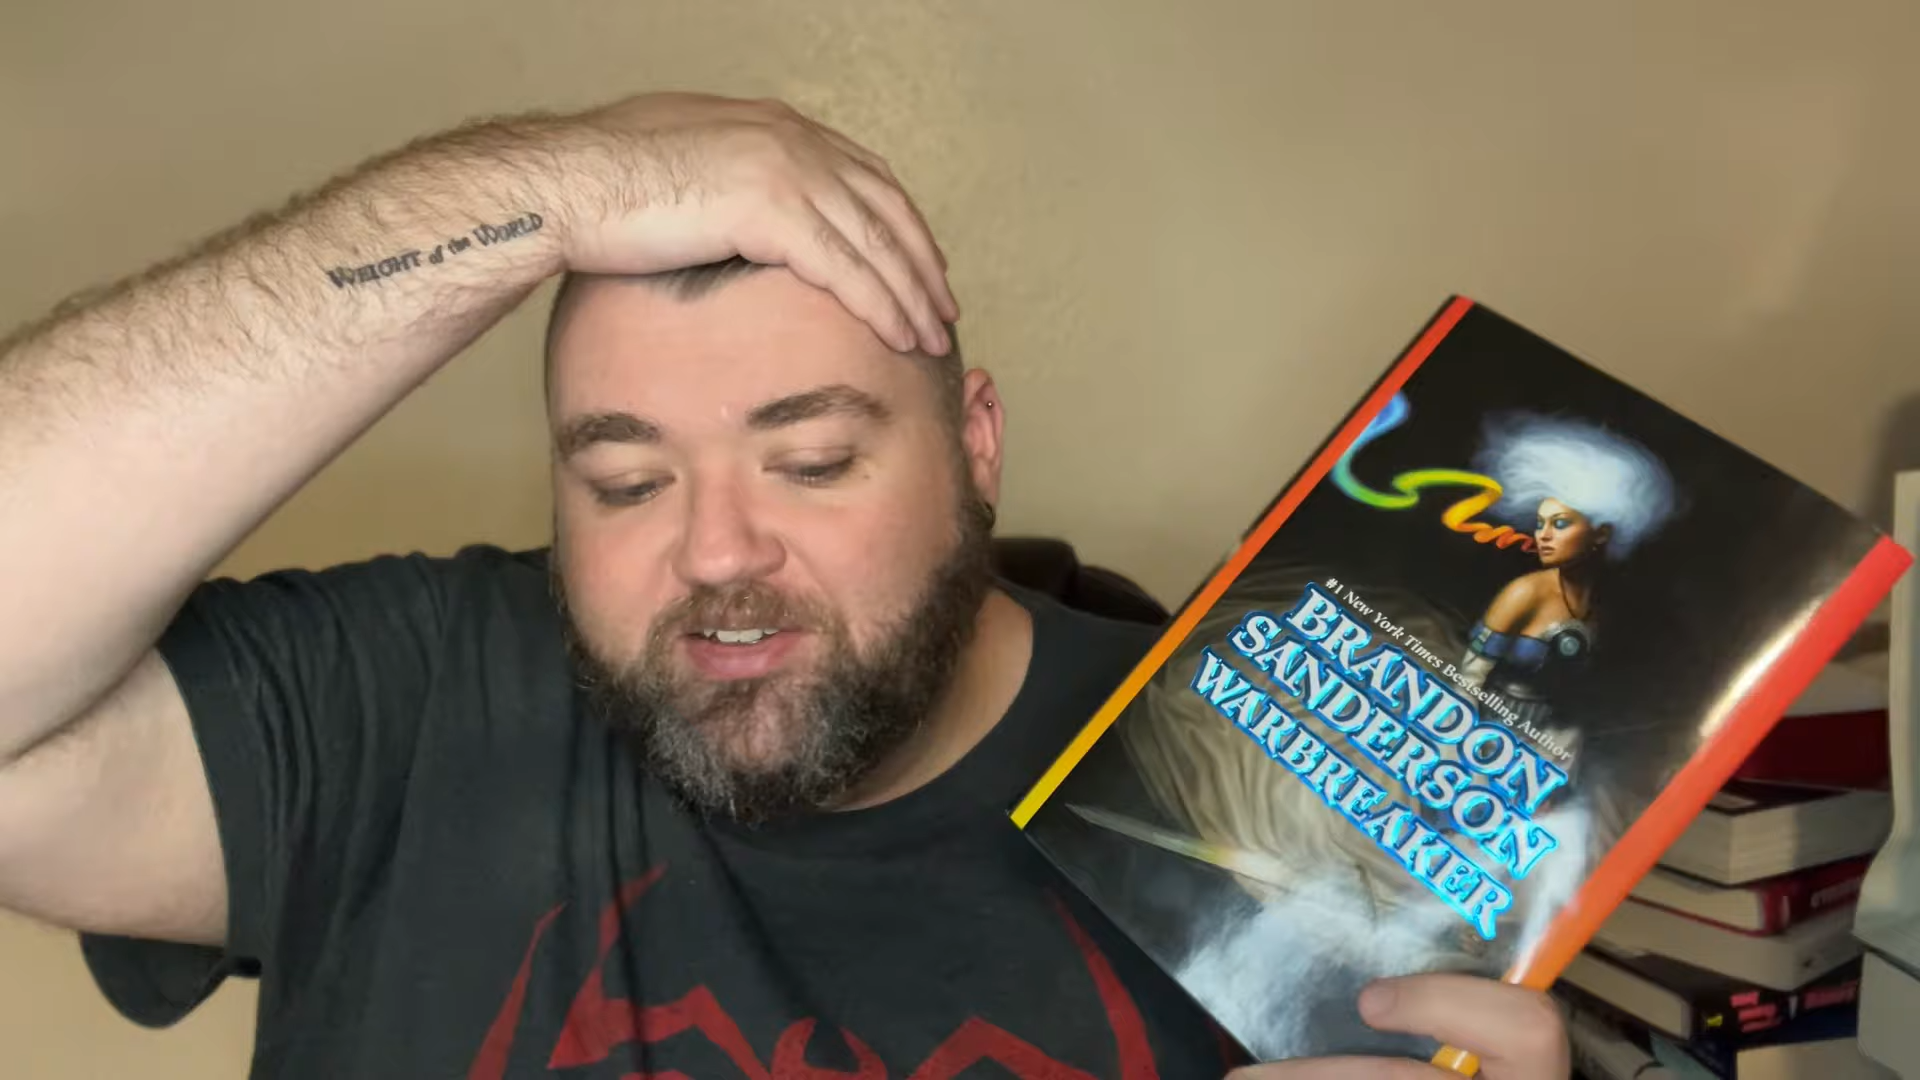 WEIGHT of the WORLD
#1 New York Times Bestselling Author
BRANDON
SANDERSON
WARBREAKER